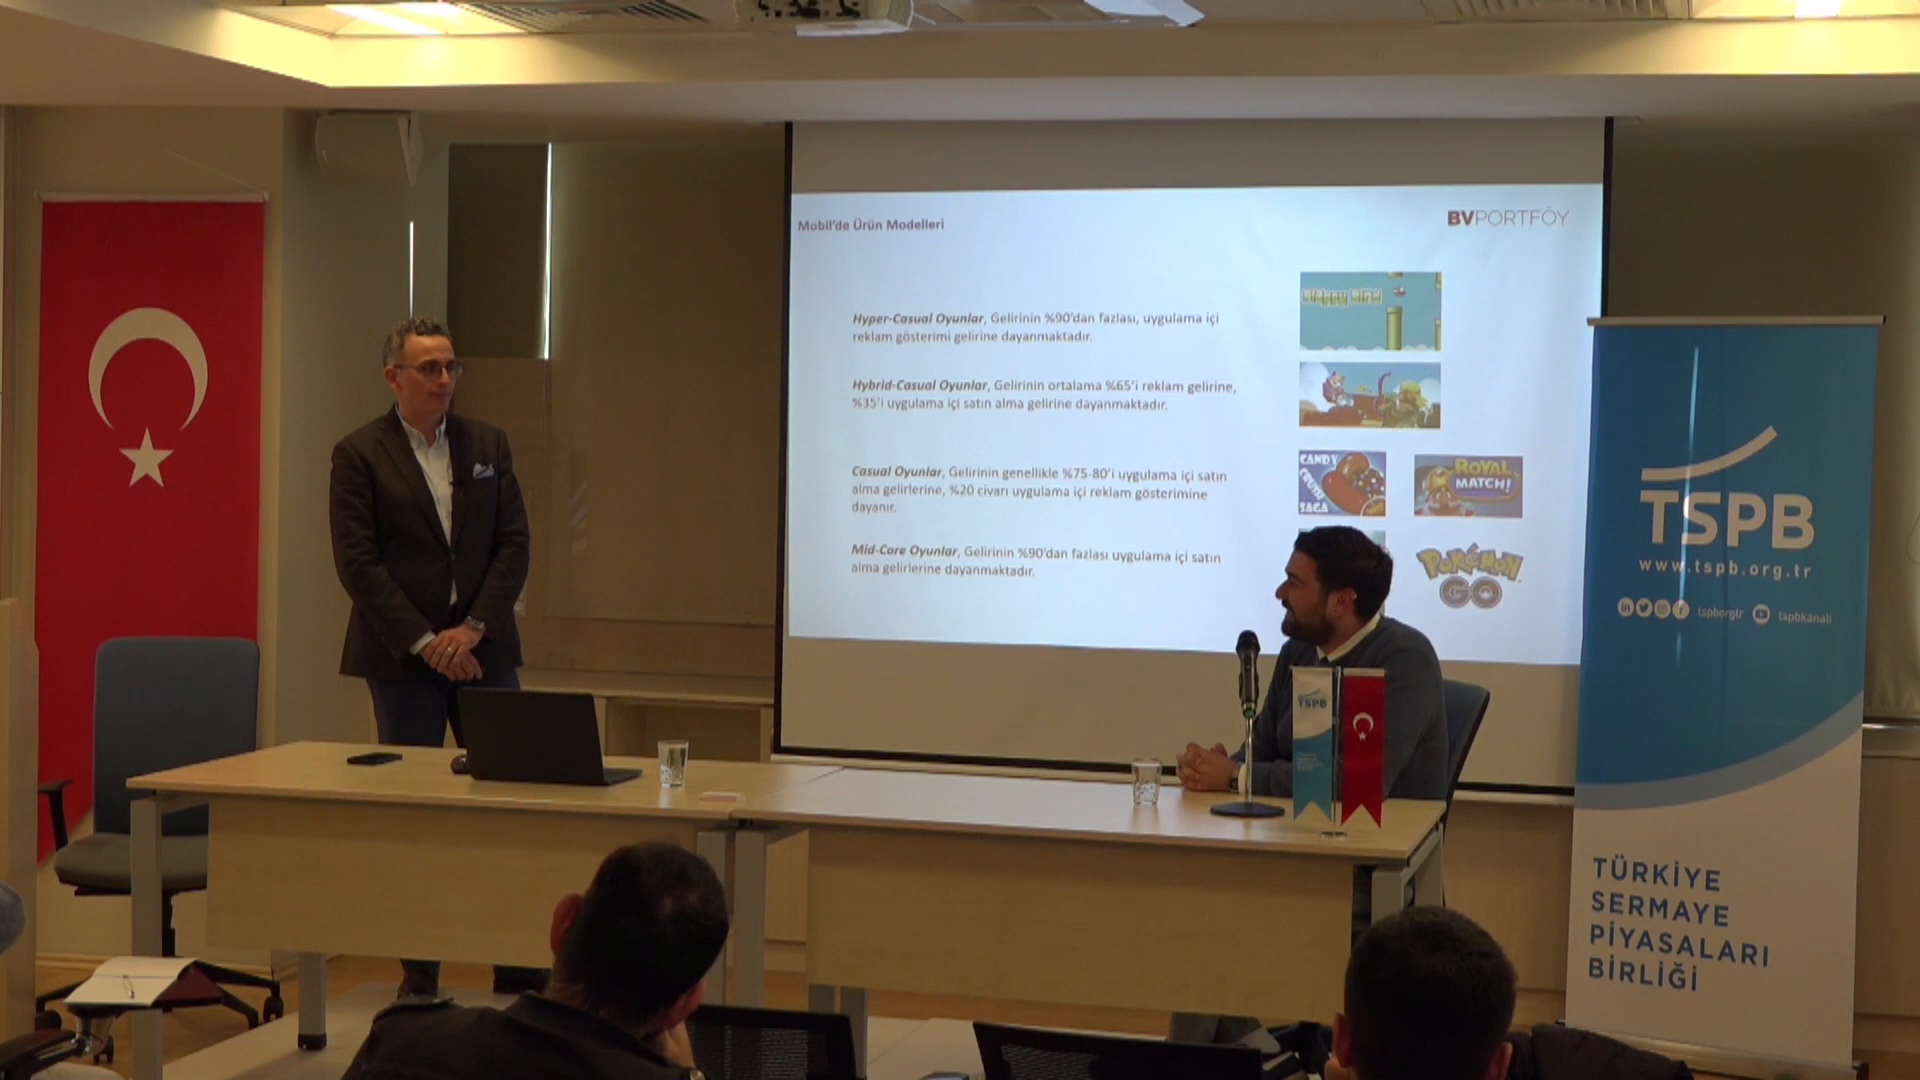 Mobil'de Ürün Modelleri
BVPORTFÖY
Hyper-Casual Oyunlar, Gelirinin %90'dan fazlası, uygulama içi
reklam gösterimi gelirine dayanmaktadır.
Hybrid-Casual Oyunlar, Gelirinin ortalama %65'i reklam gelirine,
%35'i uygulama içi satın alma gelirine dayanmaktadır.
Casual Oyunlar, Gelirinin genellikle %75-80'i uygulama içi satın
alma gelirlerine, %20 civarı uygulama içi reklam gösterimine
dayanır.
Mid-Core Oyunlar, Gelirinin %90'dan fazlası uygulama içi satın
alma gelirlerine dayanmaktadır.
CANDY
CRUSH
SAGA
ROYAL
MATCH!
POKÉMON
GO
TSPB
www.tspb.org.tr
tspborgtr
tspbkanali
TÜRKİYE
SERMAYE
PİYASALARI
BİRLİĞİ
TSPB